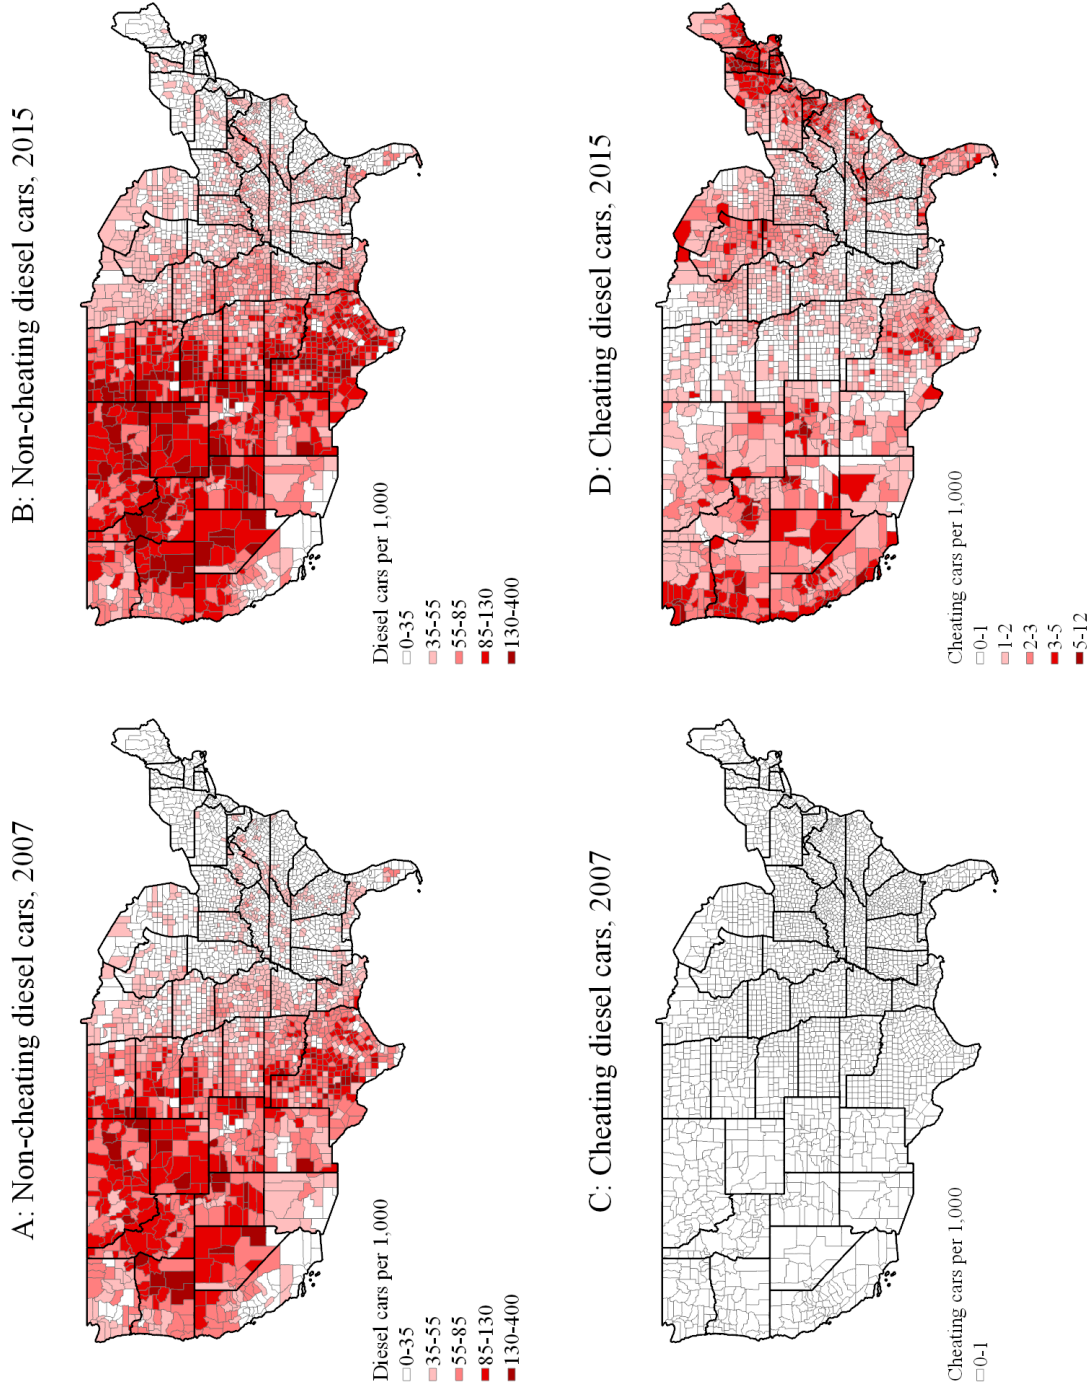 A: Non-cheating diesel cars, 2007
Diesel cars per 1,000
0-35
35-55
55-85
85-130
130-400
B: Non-cheating diesel cars, 2015
Diesel cars per 1,000
0-35
35-55
55-85
85-130
130-400
C: Cheating diesel cars, 2007
Cheating cars per 1,000
0-1
D: Cheating diesel cars, 2015
Cheating cars per 1,000
0-1
1-2
2-3
3-5
5-12